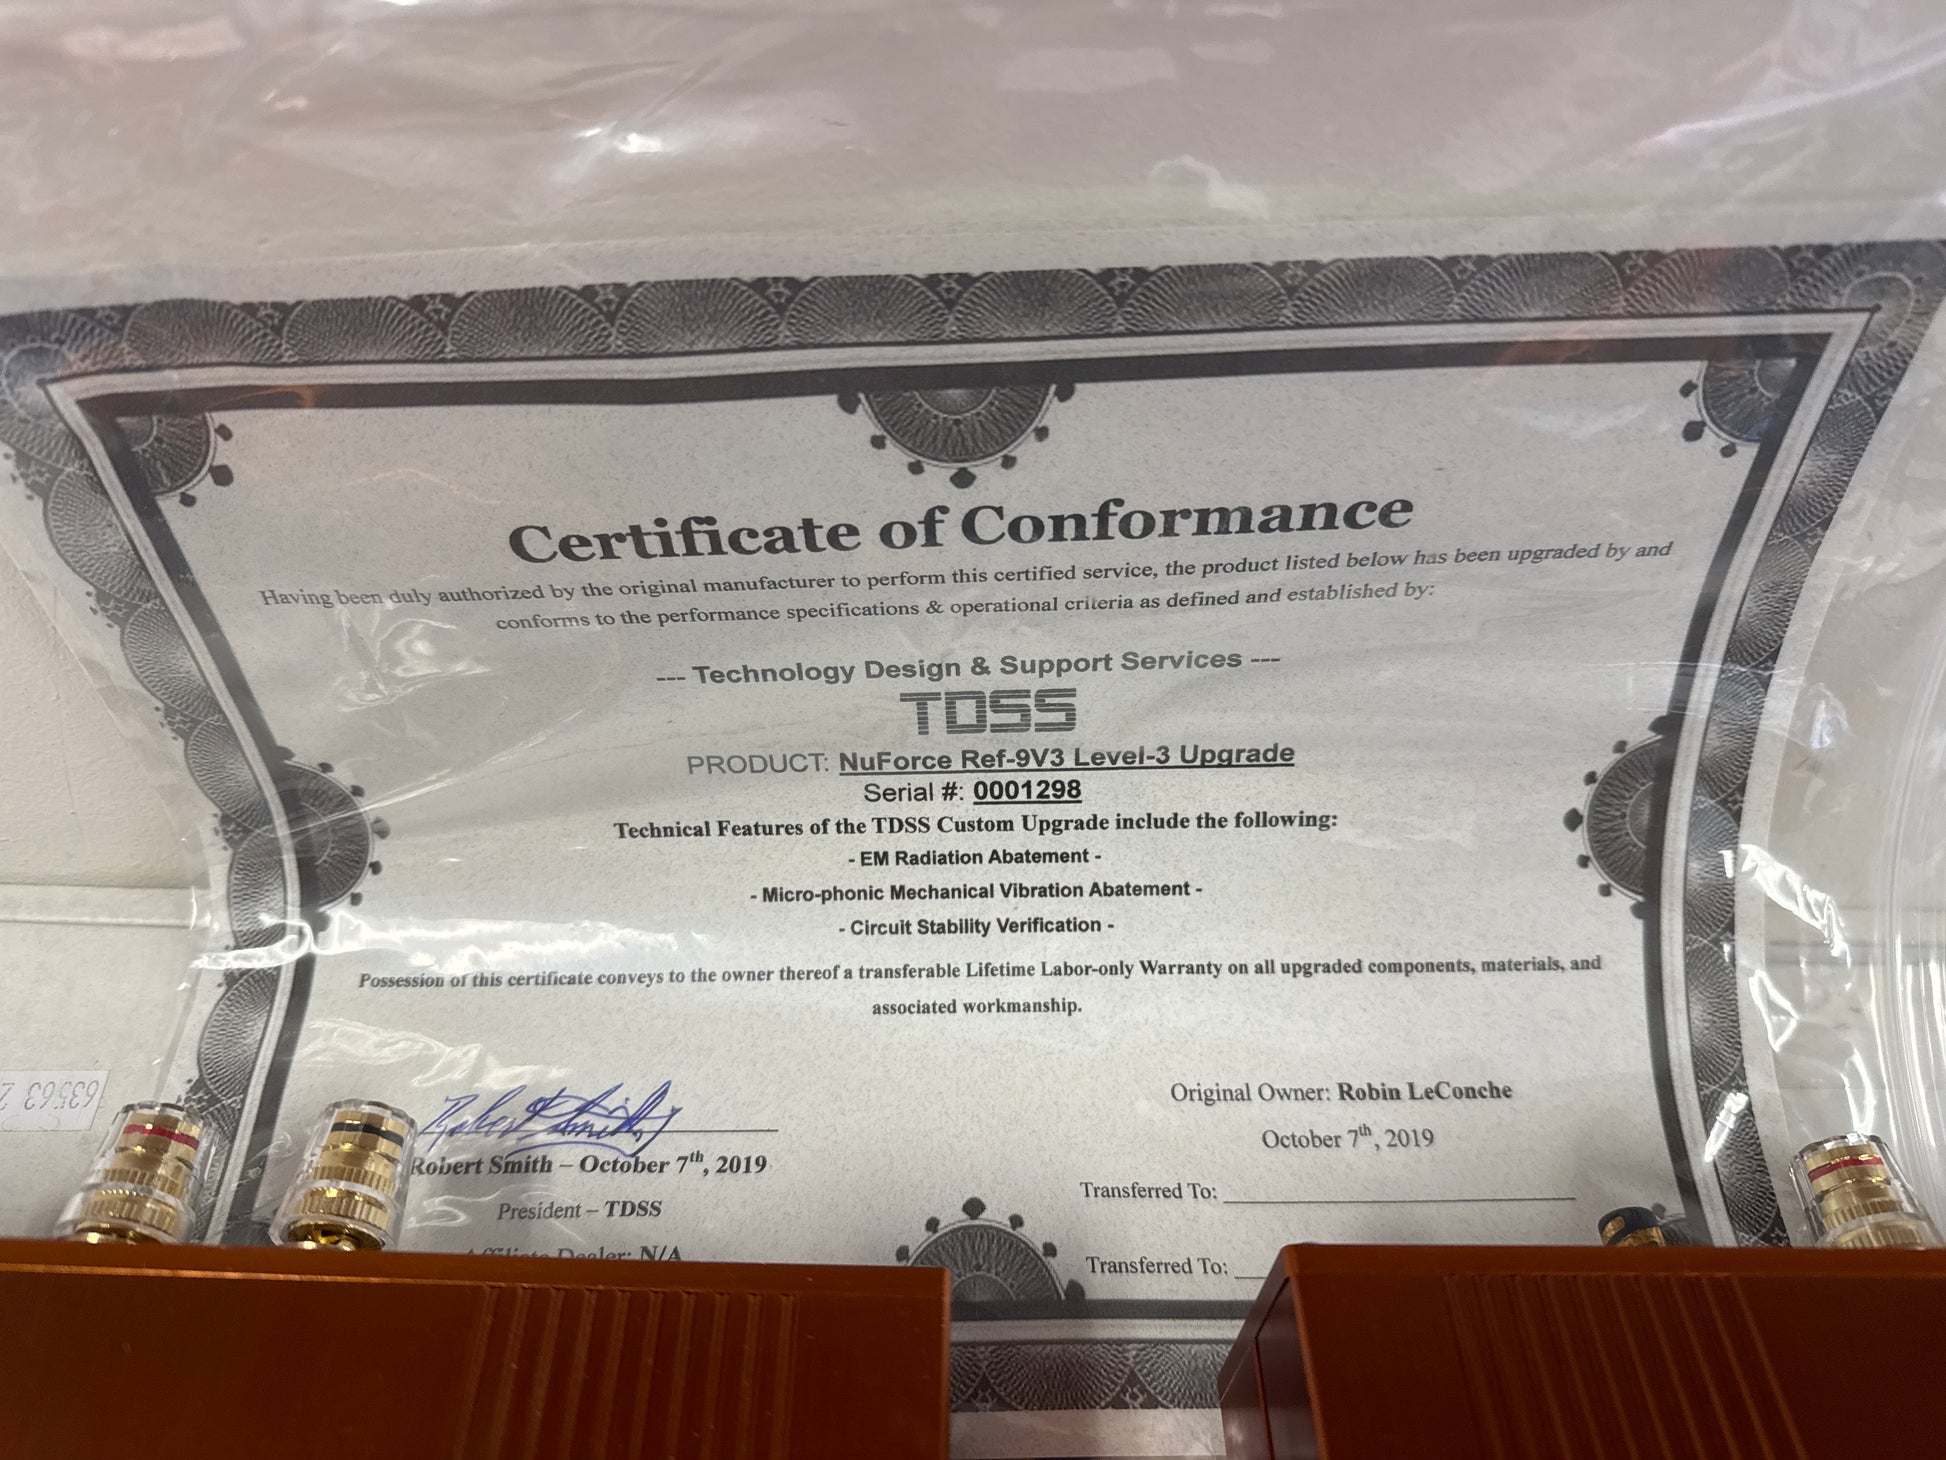 Certificate of Conformance
Having been duly authorized by the original manufacturer to perform this certified service, the product listed below has been upgraded by and
conforms to the performance specifications & operational criteria as defined and established by:
--- Technology Design & Support Services ---
TDSS
PRODUCT: NuForce Ref-9V3 Level-3 Upgrade
Serial #: 0001298
Technical Features of the TDSS Custom Upgrade include the following:
- EM Radiation Abatement -
- Micro-phonic Mechanical Vibration Abatement -
- Circuit Stability Verification -
Possession of this certificate conveys to the owner thereof a transferable Lifetime Labor-only Warranty on all upgraded components, materials, and
associated workmanship.
Robert Smith
Robert Smith – October 7th, 2019
President – TDSS
Affiliate Dealer: N/A
Original Owner: Robin LeConche
October 7th, 2019
Transferred To:
Transferred To: